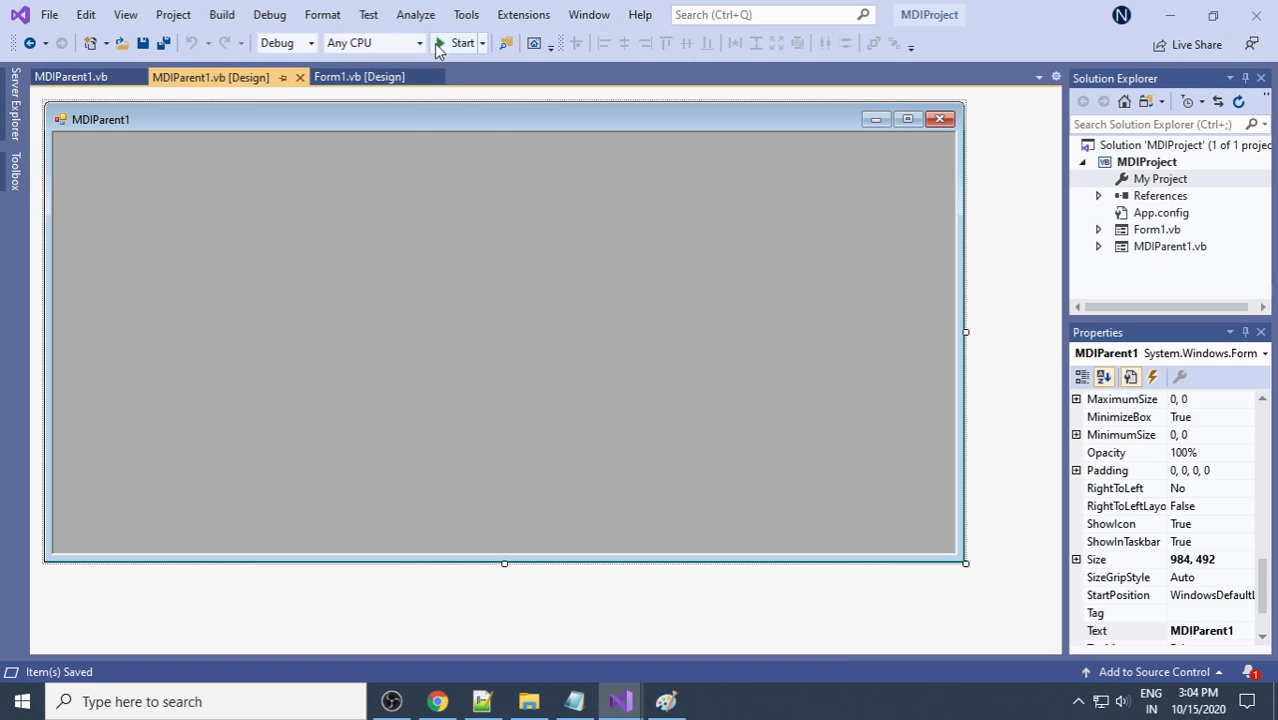 File Edit View Project Build Debug Format Test Analyze Tools Extensions Window Help Search (Ctrl+Q) MDIProject N
Debug Any CPU Start Live Share
Server Explorer
Toolbox
MDIParent1.vb MDIParent1.vb [Design] Form1.vb [Design]
MDIParent1
Solution Explorer
Search Solution Explorer (Ctrl+;)
Solution 'MDIProject' (1 of 1 projec
MDIProject
My Project
References
App.config
Form1.vb
MDIParent1.vb
Properties
MDIParent1 System.Windows.Form
MaximumSize 0, 0
MinimizeBox True
MinimumSize 0, 0
Opacity 100%
Padding 0, 0, 0, 0
RightToLeft No
RightToLeftLayo False
ShowIcon True
ShowInTaskbar True
Size 984, 492
SizeGripStyle Auto
StartPosition WindowsDefaultL
Tag
Text MDIParent1
Item(s) Saved Add to Source Control 1
Type here to search ENG IN 3:04 PM 10/15/2020